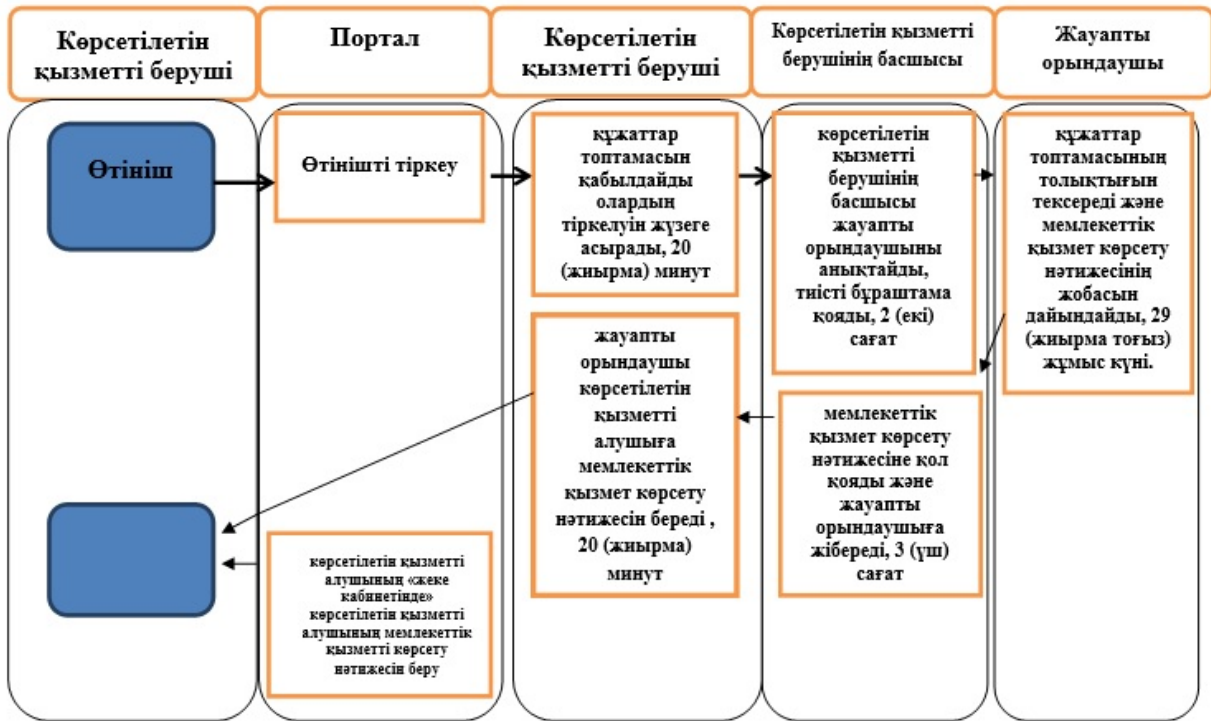 Көрсетілетін
қызметті беруші
Портал
Көрсетілетін
қызметті беруші
Көрсетілетін қызметті
берушінің басшысы
Жауапты
орындаушы
Өтініш
Өтінішті тіркеу
құжаттар
топтамасын
қабылдайды
олардың
тіркелуін жүзеге
асырады, 20
(жиырма) минут
көрсетілетін
қызметті
берушінің
басшысы
жауапты
орындаушыны
анықтайды,
тиісті бұраштама
қояды, 2 (екі)
сағат
құжаттар
топтамасының
толықтығын
тексереді және
мемлекеттік
қызмет көрсету
нәтижесінің
жобасын
дайындайды, 29
(жиырма тоғыз)
жұмыс күні.
жауапты
орындаушы
көрсетілетін
қызметті
алушыға
мемлекеттік
қызмет көрсету
нәтижесін береді ,
20 (жиырма)
минут
мемлекеттік
қызмет көрсету
нәтижесіне қол
қояды және
жауапты
орындаушыға
жібереді, 3 (үш)
сағат
көрсетілетін қызметті
алушының «жеке
кабинетінде»
көрсетілетін қызметті
алушының мемлекеттік
қызметті көрсету
нәтижесін беру